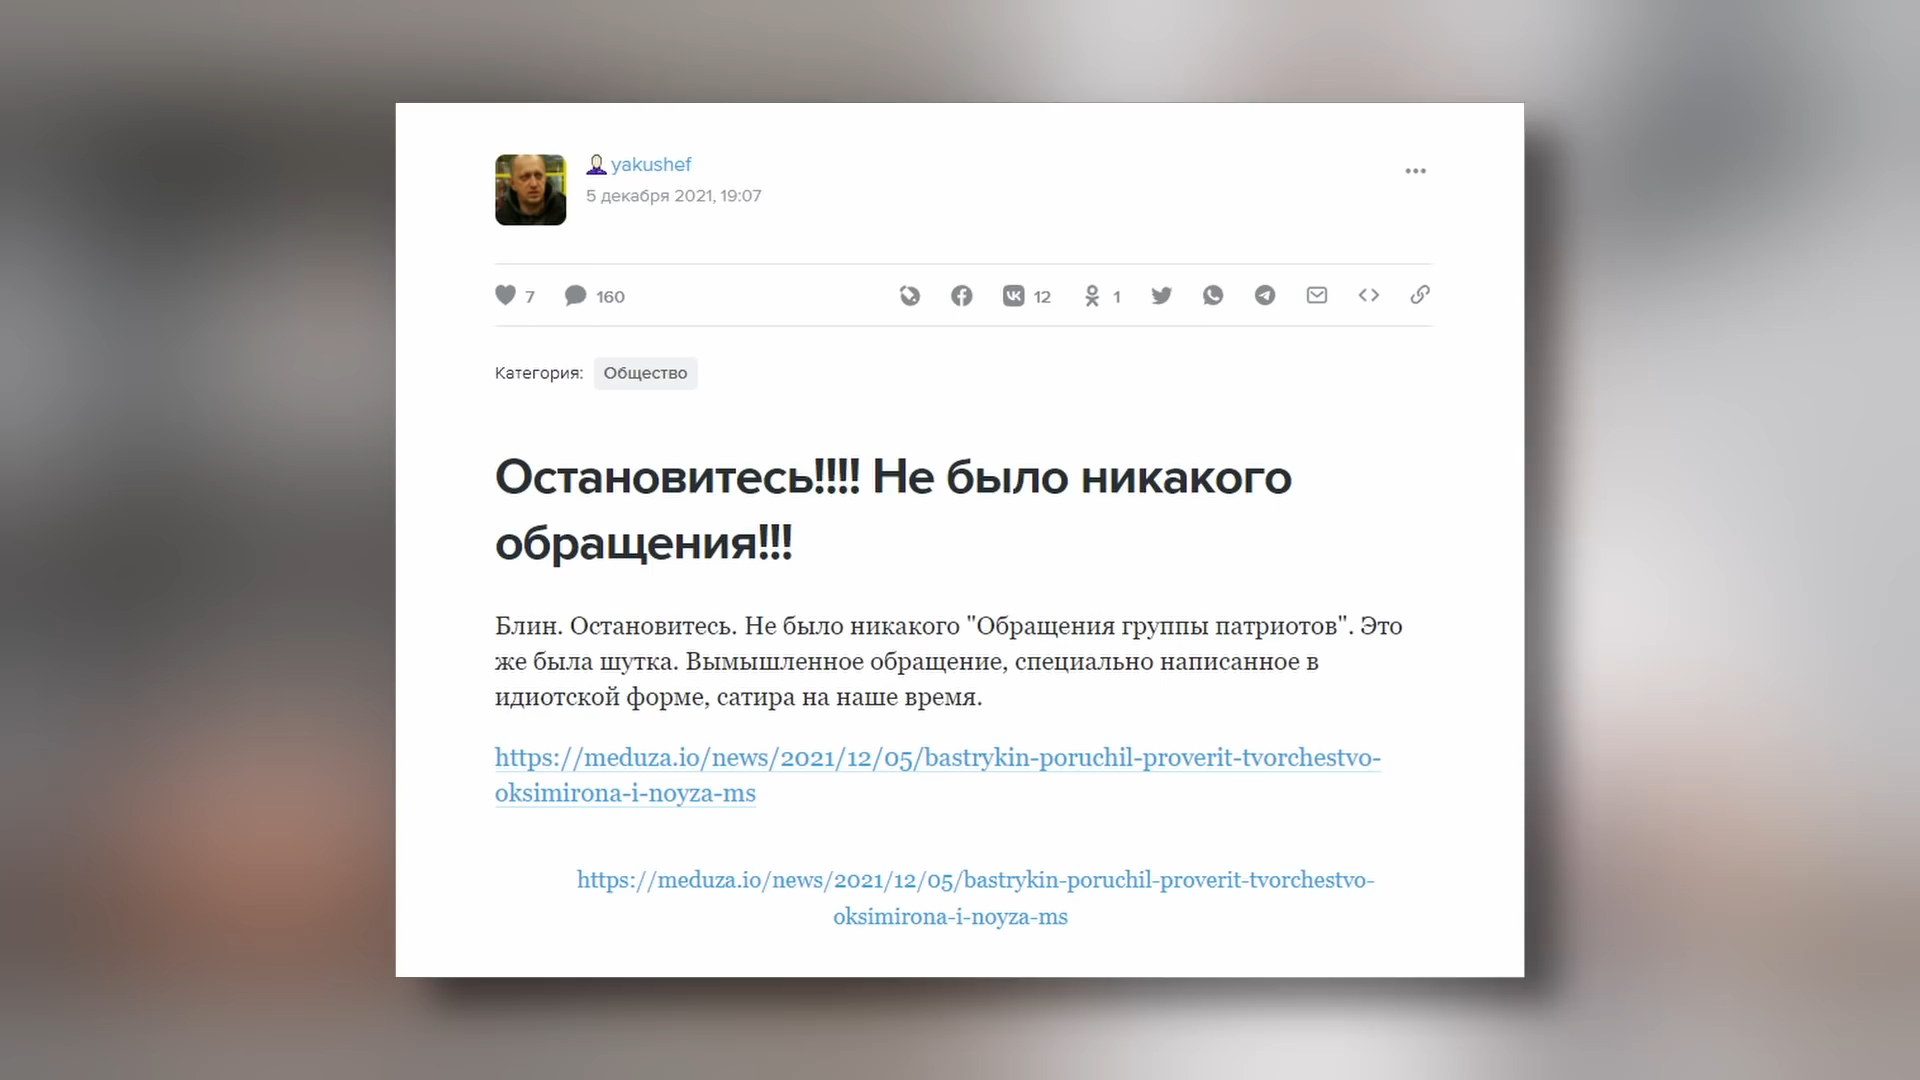 yakushef
5 декабря 2021, 19:07
7
160
12
1
Категория: Общество
Остановитесь!!!! Не было никакого
обращения!!!
Блин. Остановитесь. Не было никакого "Обращения группы патриотов". Это
же была шутка. Вымышленное обращение, специально написанное в
идиотской форме, сатира на наше время.
https://meduza.io/news/2021/12/05/bastrykin-poruchil-proverit-tvorchestvo-
oksimirona-i-noyza-ms
https://meduza.io/news/2021/12/05/bastrykin-poruchil-proverit-tvorchestvo-
oksimirona-i-noyza-ms